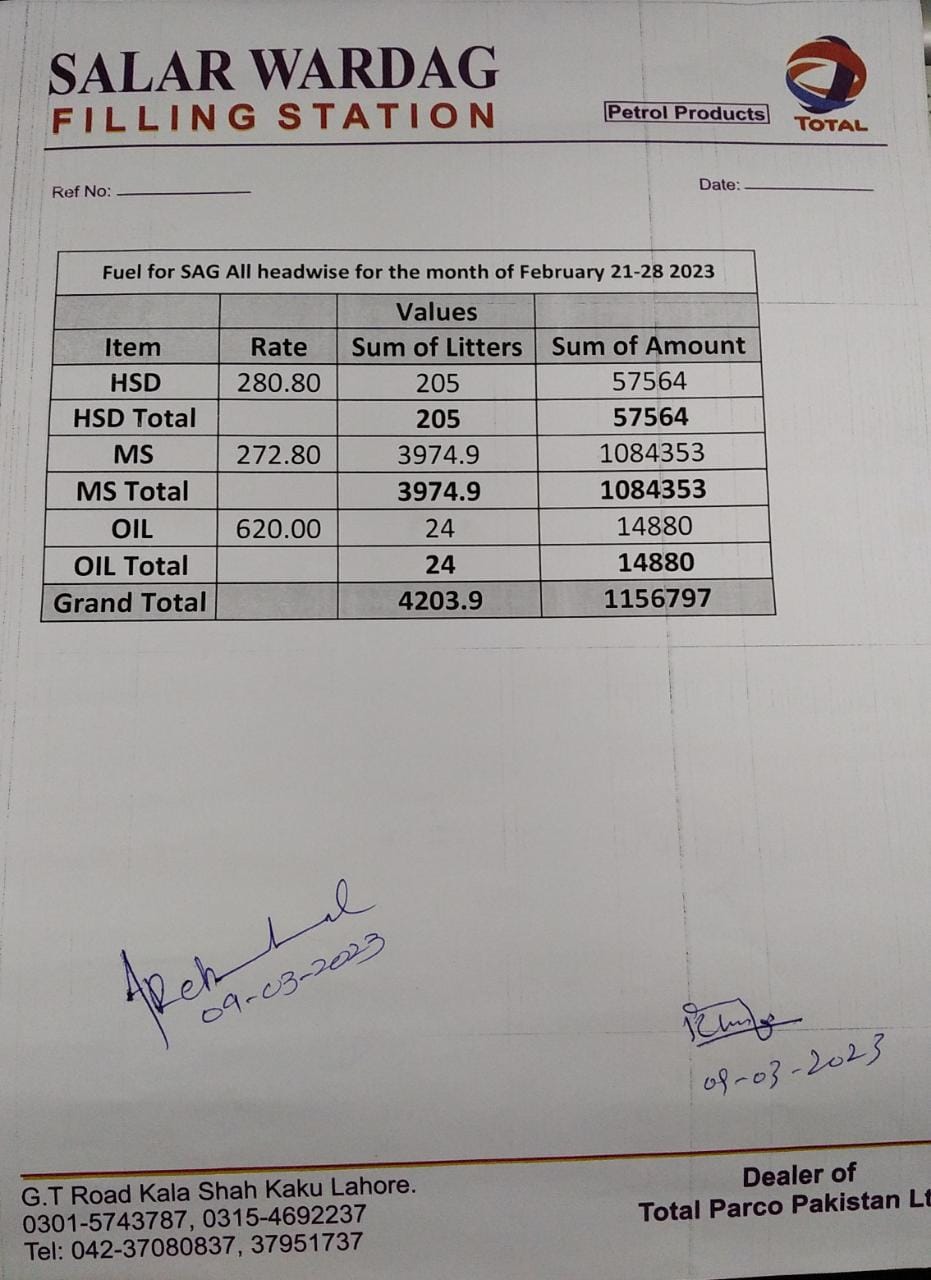 SALAR WARDAG
FILLING STATION
Petrol Products
TOTAL
Ref No:
Date:
Fuel for SAG All headwise for the month of February 21-28 2023
Values
Item Rate Sum of Litters Sum of Amount
HSD 280.80 205 57564
HSD Total 205 57564
MS 272.80 3974.9 1084353
MS Total 3974.9 1084353
OIL 620.00 24 14880
OIL Total 24 14880
Grand Total 4203.9 1156797
09-03-2023
09-03-2023
G.T Road Kala Shah Kaku Lahore.
0301-5743787, 0315-4692237
Tel: 042-37080837, 37951737
Dealer of
Total Parco Pakistan Lt